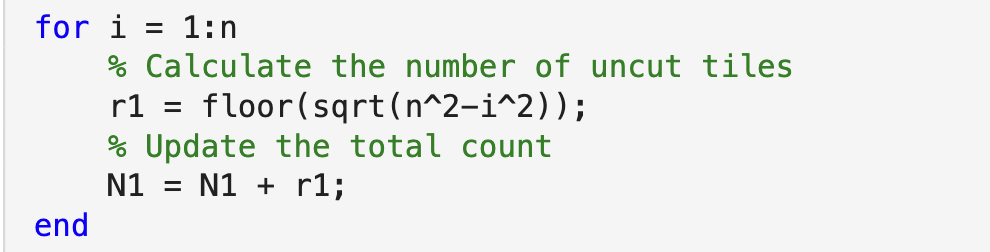 for i = 1:n
    % Calculate the number of uncut tiles
    r1 = floor(sqrt(n^2-i^2));
    % Update the total count
    N1 = N1 + r1;
end